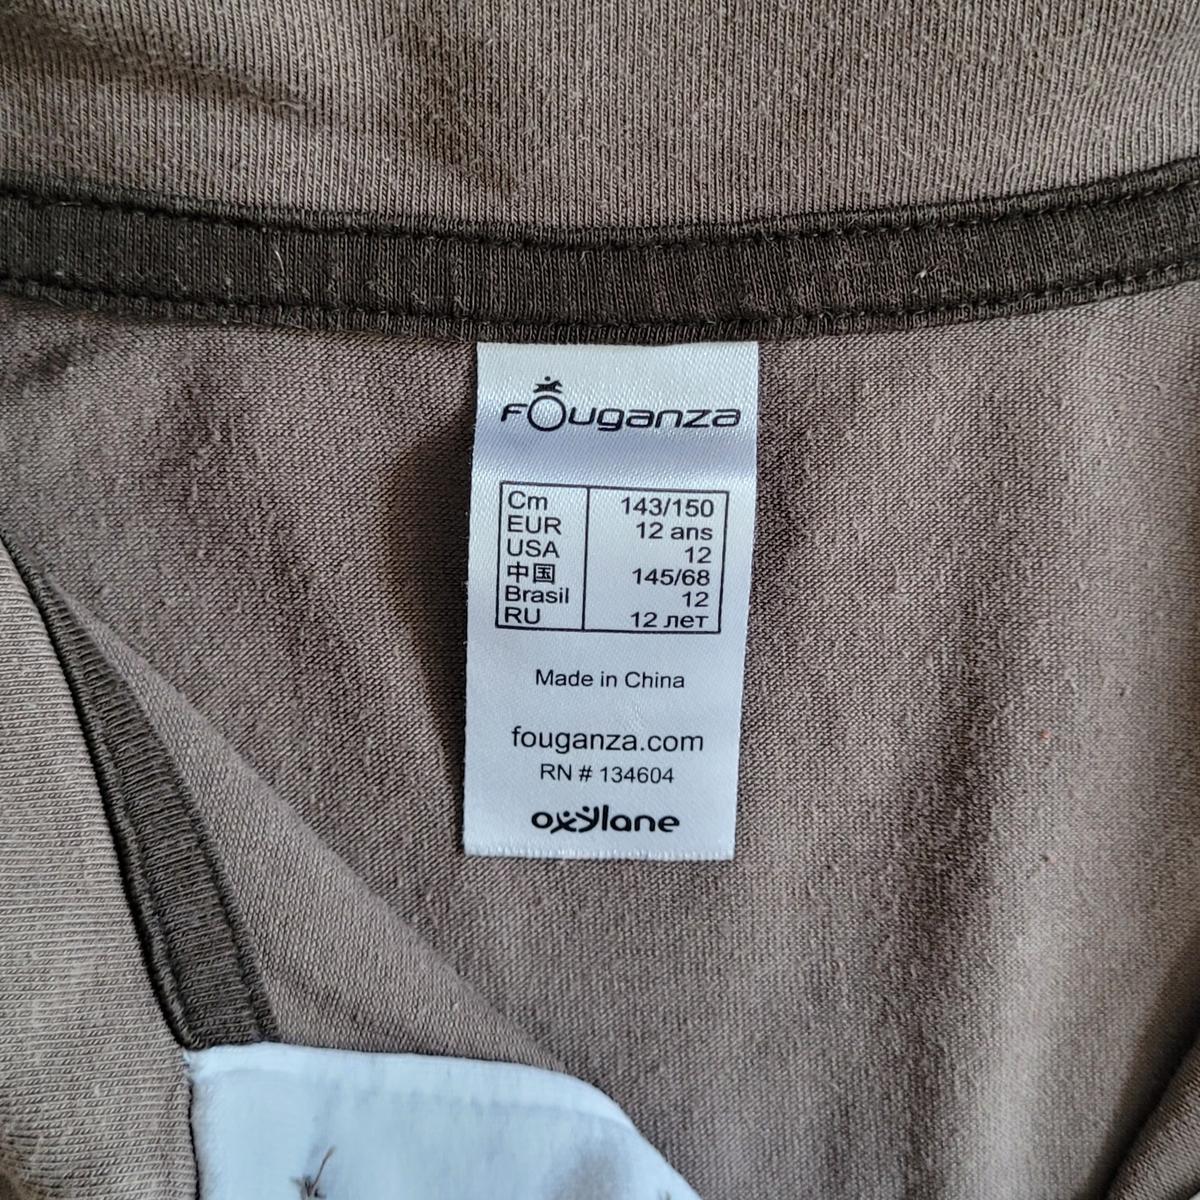 Fouganza
Cm 143/150
EUR 12 ans
USA 12
中国 145/68
Brasil 12
RU 12 лет
Made in China
fouganza.com
RN # 134604
oxylane